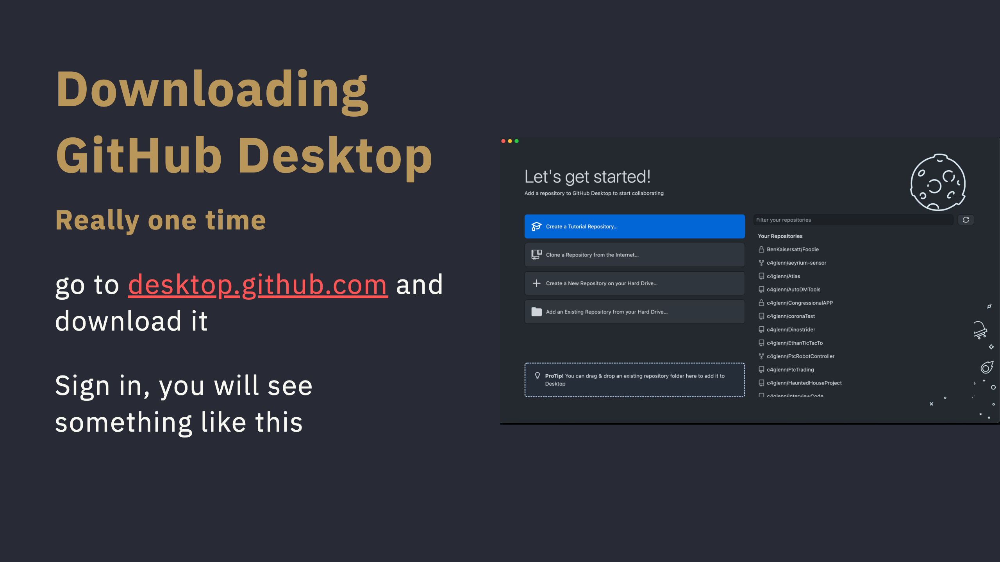 Downloading
GitHub Desktop
Really one time
go to desktop.github.com and
download it
Sign in, you will see
something like this
Let's get started!
Add a repository to GitHub Desktop to start collaborating
Create a Tutorial Repository...
Clone a Repository from the Internet...
Create a New Repository on your Hard Drive...
Add an Existing Repository from your Hard Drive...
ProTip! You can drag & drop an existing repository folder here to add it to
Desktop
Filter your repositories
Your Repositories
BenKaisersatt/Foodie
c4glenn/aeyrium-sensor
c4glenn/Atlas
c4glenn/AutoDMTools
c4glenn/CongressionalAPP
c4glenn/coronaTest
c4glenn/Dinostrider
c4glenn/EthanTicTacTo
c4glenn/FtcRobotController
c4glenn/FtcTrading
c4glenn/HauntedHouseProject
c4glenn/InterviewCode